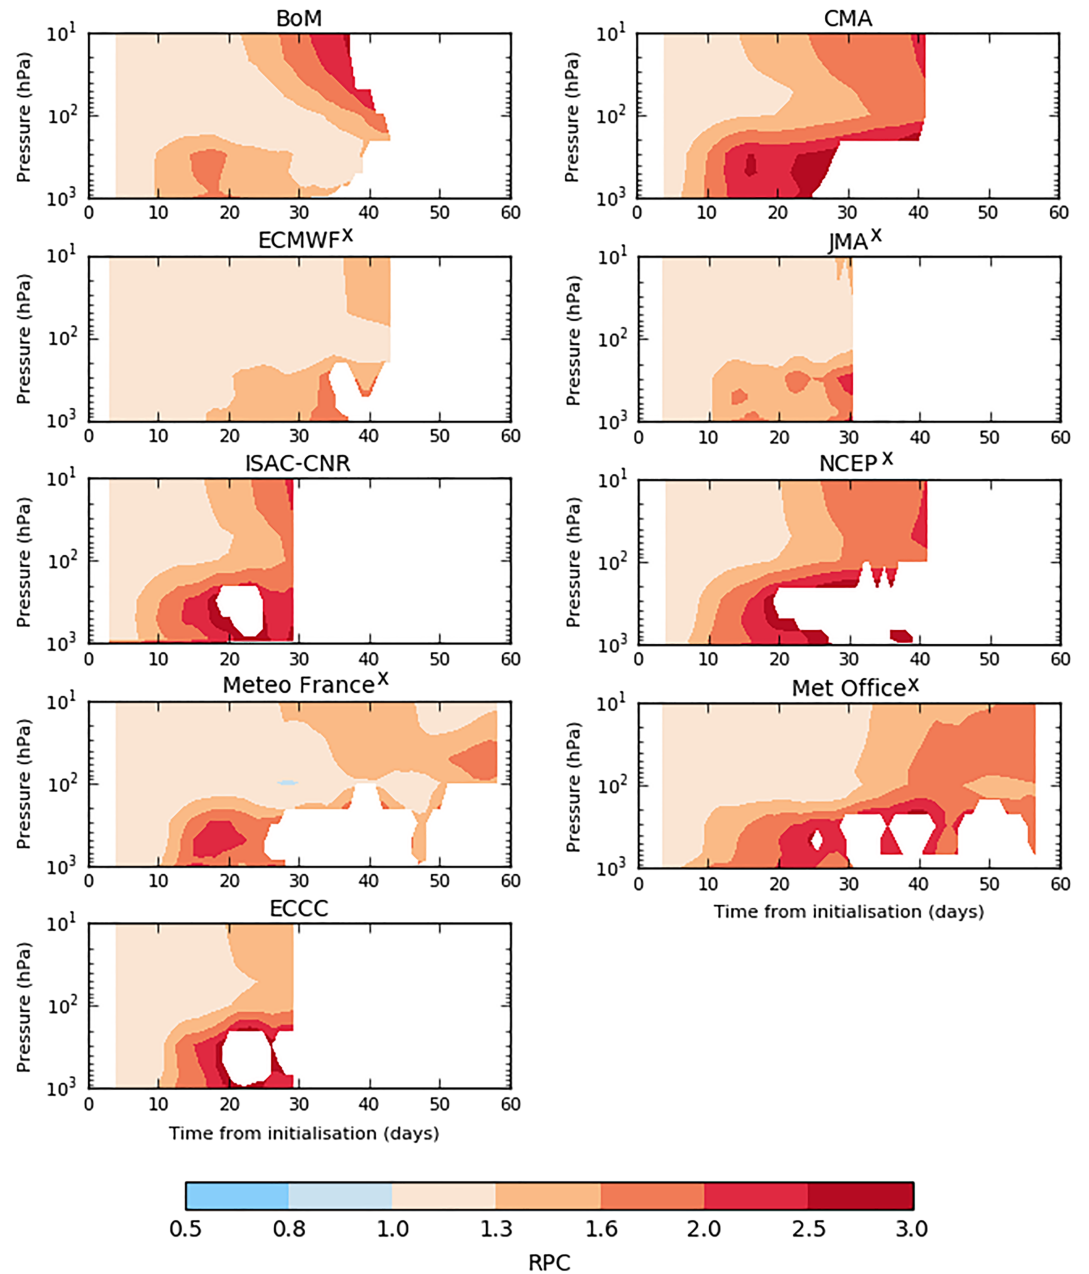 BoM
CMA
10¹
10²
10³
Pressure (hPa)
0 10 20 30 40 50 60
10¹
10²
10³
Pressure (hPa)
0 10 20 30 40 50 60
ECMWFˣ
JMAˣ
10¹
10²
10³
Pressure (hPa)
0 10 20 30 40 50 60
10¹
10²
10³
Pressure (hPa)
0 10 20 30 40 50 60
ISAC-CNR
NCEPˣ
10¹
10²
10³
Pressure (hPa)
0 10 20 30 40 50 60
10¹
10²
10³
Pressure (hPa)
0 10 20 30 40 50 60
Meteo Franceˣ
Met Officeˣ
10¹
10²
10³
Pressure (hPa)
0 10 20 30 40 50 60
10¹
10²
10³
Pressure (hPa)
0 10 20 30 40 50 60
Time from initialisation (days)
ECCC
10¹
10²
10³
Pressure (hPa)
0 10 20 30 40 50 60
Time from initialisation (days)
0.5 0.8 1.0 1.3 1.6 2.0 2.5 3.0
RPC